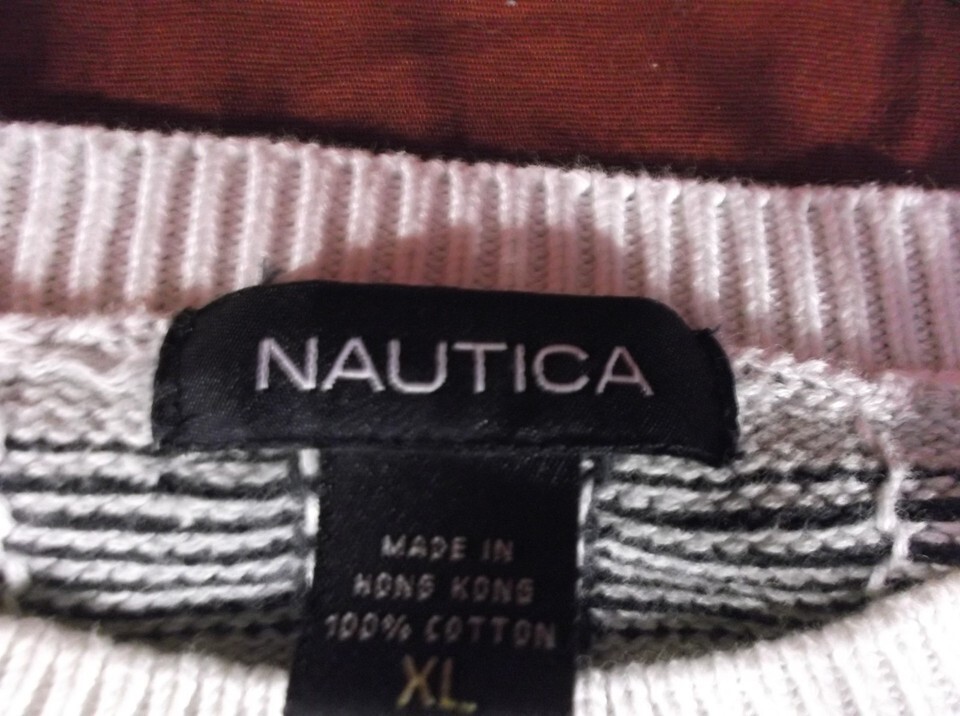 NAUTICA
MADE IN
HONG KONG
100% COTTON
XL